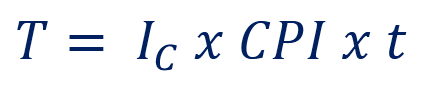 T = I_C x CPI x t